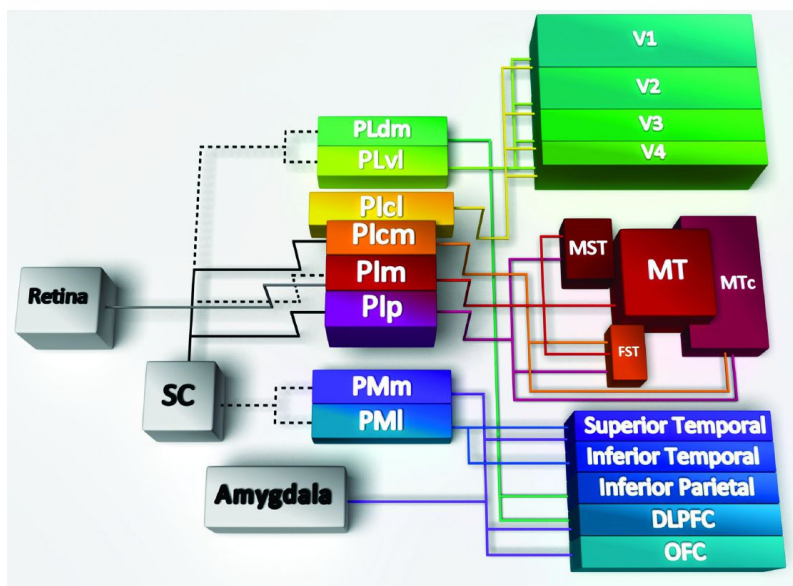 V1
V2
V3
V4
PLdm
PLvl
PIcl
PIcm
PIm
PIp
MST
MT
MTc
FST
Retina
SC
PMm
PMl
Amygdala
Superior Temporal
Inferior Temporal
Inferior Parietal
DLPFC
OFC